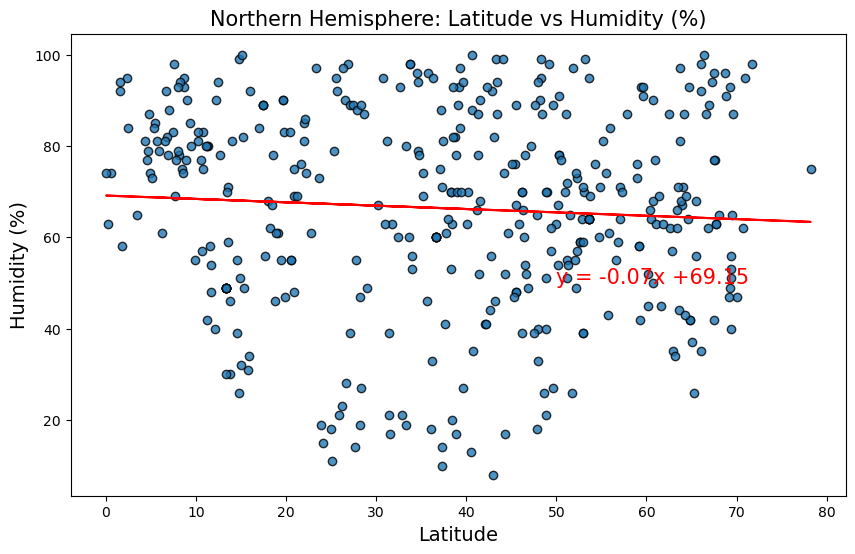 Northern Hemisphere: Latitude vs Humidity (%)
Humidity (%)
100
80
60
40
20
y = -0.07x +69.15
0 10 20 30 40 50 60 70 80
Latitude